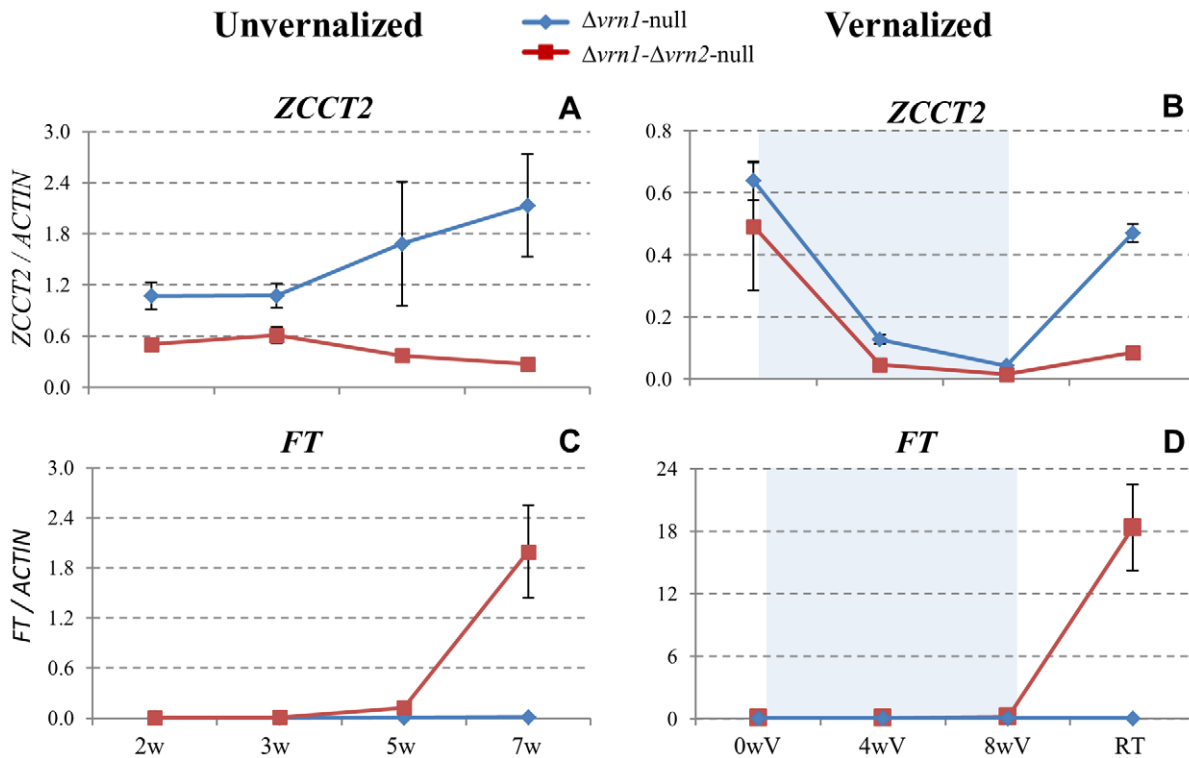 Unvernalized
Δvrn1-null
Δvrn1-Δvrn2-null
Vernalized
ZCCT2
A
ZCCT2
B
ZCCT2 / ACTIN
3.0
2.4
1.8
1.2
0.6
0.0
0.8
0.6
0.4
0.2
0.0
FT
C
FT
D
FT / ACTIN
3.0
2.4
1.8
1.2
0.6
0.0
24
18
12
6
0
2w
3w
5w
7w
0wV
4wV
8wV
RT